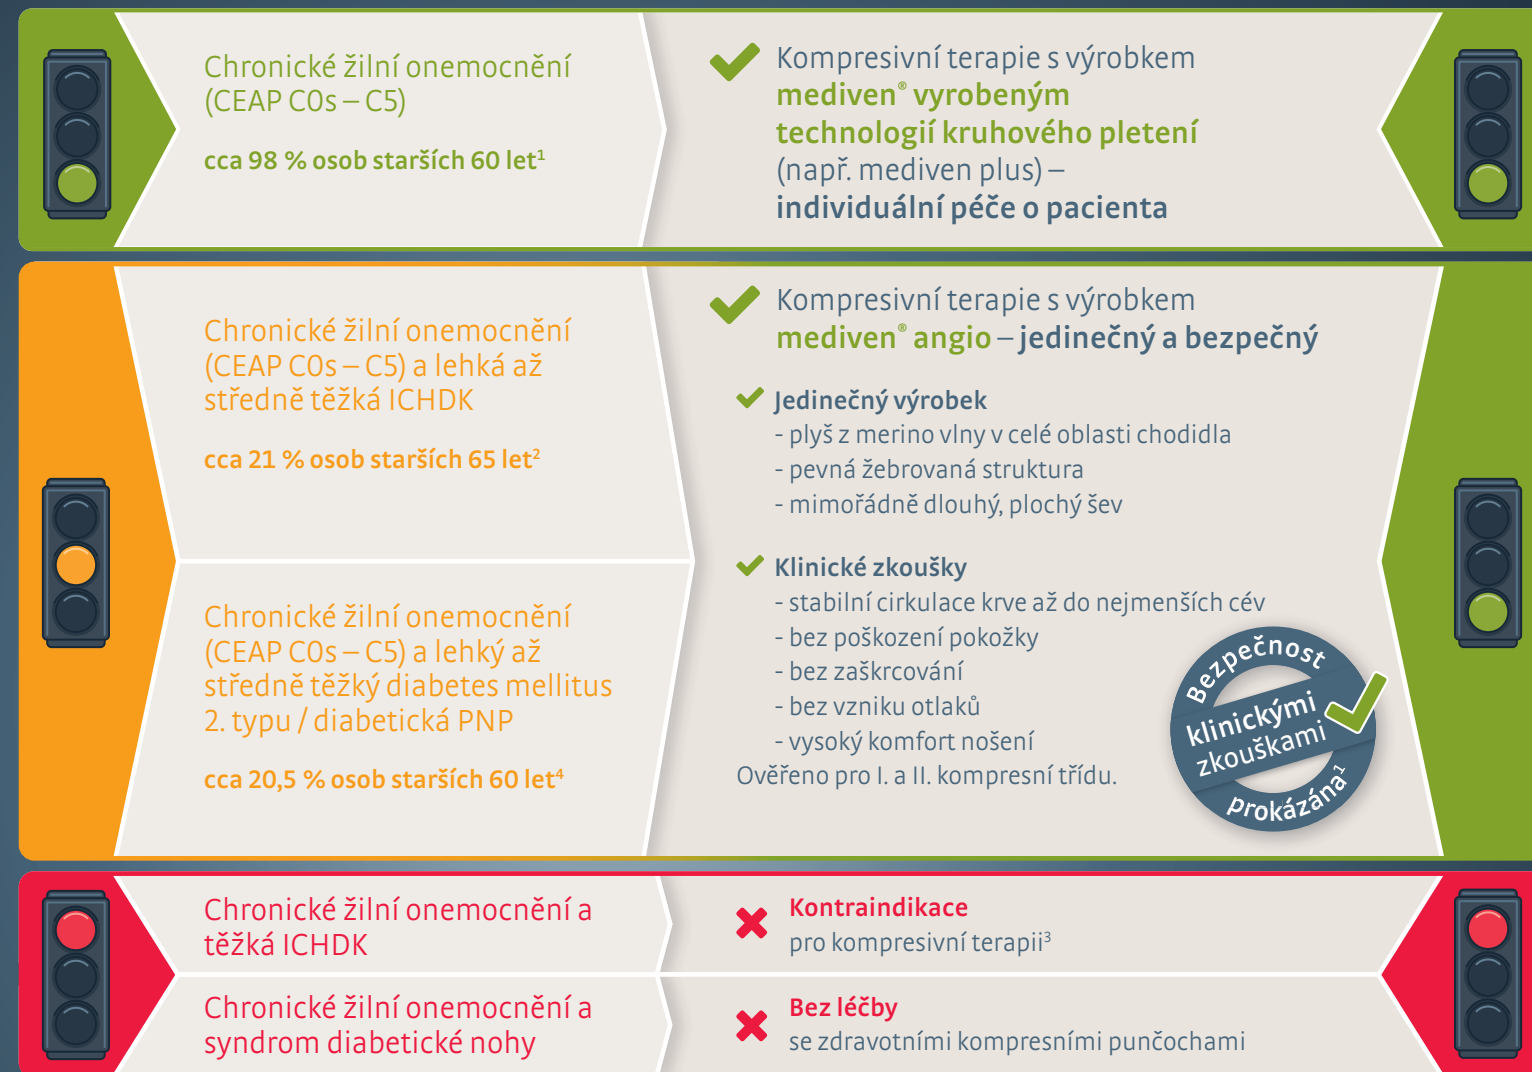 Chronické žilní onemocnění
(CEAP C0s – C5)
cca 98 % osob starších 60 let¹
Kompresivní terapie s výrobkem
mediven® vyrobeným
technologií kruhového pletení
(např. mediven plus) –
individuální péče o pacienta
Chronické žilní onemocnění
(CEAP C0s – C5) a lehká až
středně těžká ICHDK
cca 21 % osob starších 65 let²
Chronické žilní onemocnění
(CEAP C0s – C5) a lehký až
středně těžký diabetes mellitus
2. typu / diabetická PNP
cca 20,5 % osob starších 60 let⁴
Kompresivní terapie s výrobkem
mediven® angio – jedinečný a bezpečný
Jedinečný výrobek
- plyš z merino vlny v celé oblasti chodidla
- pevná žebrovaná struktura
- mimořádně dlouhý, plochý šev
Klinické zkoušky
- stabilní cirkulace krve až do nejmenších cév
- bez poškození pokožky
- bez zaškrcování
- bez vzniku otlaků
- vysoký komfort nošení
Ověřeno pro I. a II. kompresní třídu.
Bezpečnost
klinickými
zkouškami
prokázána¹
Chronické žilní onemocnění a
těžká ICHDK
Kontraindikace
pro kompresivní terapii³
Chronické žilní onemocnění a
syndrom diabetické nohy
Bez léčby
se zdravotními kompresními punčochami